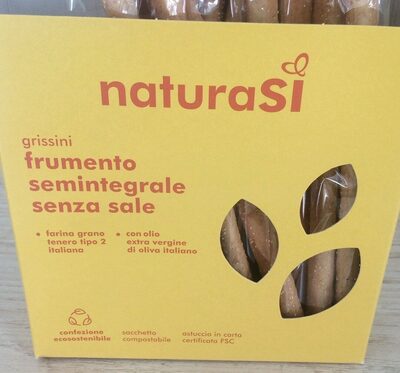 naturasì
grissini
frumento
semintegrale
senza sale
• farina grano
tenero tipo 2
italiana
• con olio
extra vergine
di oliva italiano
confezione
ecosostenibile
sacchetto
compostabile
astuccio in carta
certificata FSC